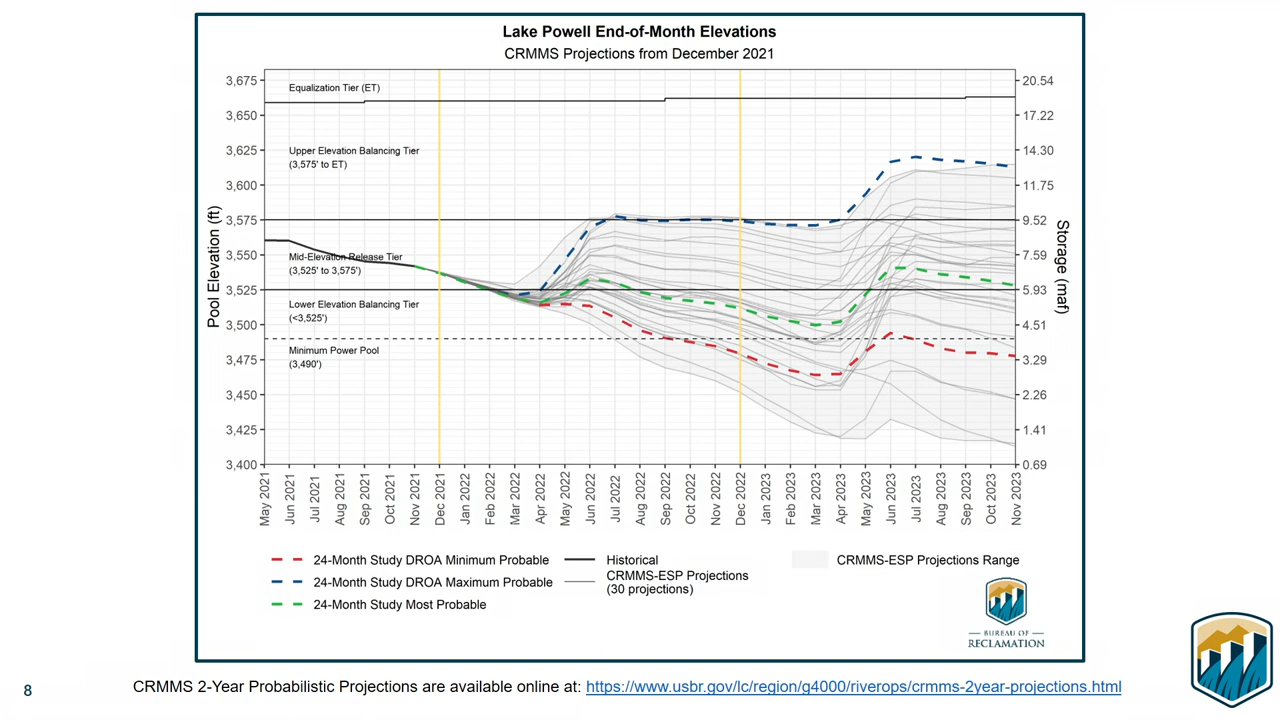 Lake Powell End-of-Month Elevations
CRMMS Projections from December 2021
Pool Elevation (ft)
3,675
3,650
3,625
3,600
3,575
3,550
3,525
3,500
3,475
3,450
3,425
3,400
Equalization Tier (ET)
Upper Elevation Balancing Tier
(3,575' to ET)
Mid-Elevation Release Tier
(3,525' to 3,575')
Lower Elevation Balancing Tier
(<3,525')
Minimum Power Pool
(3,490')
20.54
17.22
14.30
11.75
9.52
7.59
5.93
4.51
3.29
2.26
1.41
0.69
Storage (maf)
May 2021
Jun 2021
Jul 2021
Aug 2021
Sep 2021
Oct 2021
Nov 2021
Dec 2021
Jan 2022
Feb 2022
Mar 2022
Apr 2022
May 2022
Jun 2022
Jul 2022
Aug 2022
Sep 2022
Oct 2022
Nov 2022
Dec 2022
Jan 2023
Feb 2023
Mar 2023
Apr 2023
May 2023
Jun 2023
Jul 2023
Aug 2023
Sep 2023
Oct 2023
Nov 2023
24-Month Study DROA Minimum Probable
24-Month Study DROA Maximum Probable
24-Month Study Most Probable
Historical
CRMMS-ESP Projections
(30 projections)
CRMMS-ESP Projections Range
BUREAU OF
RECLAMATION
8
CRMMS 2-Year Probabilistic Projections are available online at: https://www.usbr.gov/lc/region/g4000/riverops/crmms-2year-projections.html